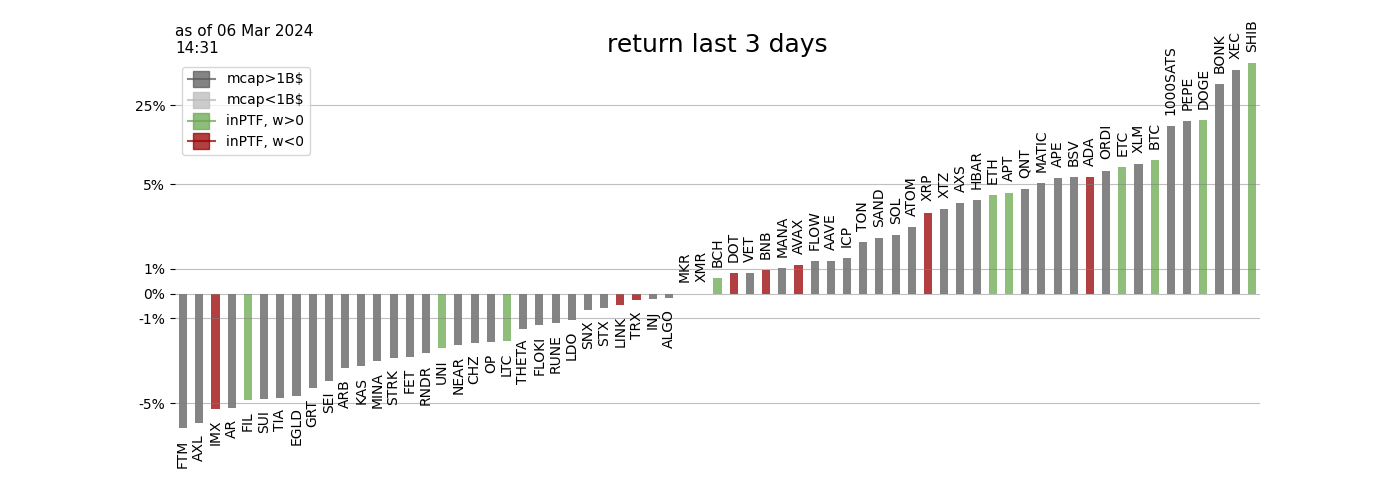 as of 06 Mar 2024
14:31
return last 3 days
mcap>1B$
mcap<1B$
inPTF, w>0
inPTF, w<0
25%
5%
1%
0%
-1%
-5%
FTM
AXL
IMX
AR
FIL
SUI
TIA
EGLD
GRT
SEI
ARB
KAS
MINA
STRK
FET
RNDR
UNI
NEAR
CHZ
OP
LTC
THETA
FLOKI
RUNE
LDO
SNX
STX
LINK
TRX
INJ
ALGO
MKR
XMR
BCH
DOT
VET
BNB
MANA
AVAX
FLOW
AAVE
ICP
TON
SAND
SOL
ATOM
XRP
XTZ
AXS
HBAR
ETH
APT
QNT
MATIC
APE
BSV
ADA
ORDI
ETC
XLM
BTC
1000SATS
PEPE
DOGE
BONK
XEC
SHIB